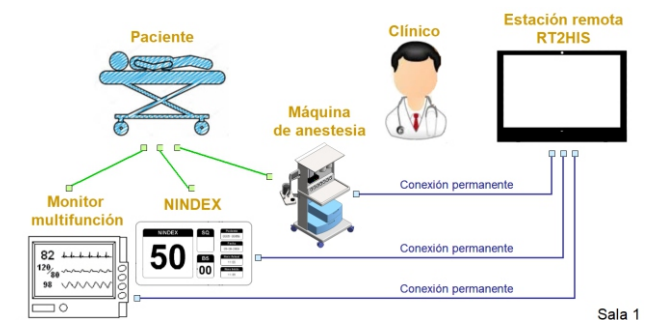 Estación remota
RT2HIS
Clínico
Paciente
Máquina
de anestesia
Monitor
multifunción
NINDEX
Conexión permanente
Conexión permanente
Conexión permanente
82
120
80
98
NINDEX
50
SQ
BS
00
Sala 1